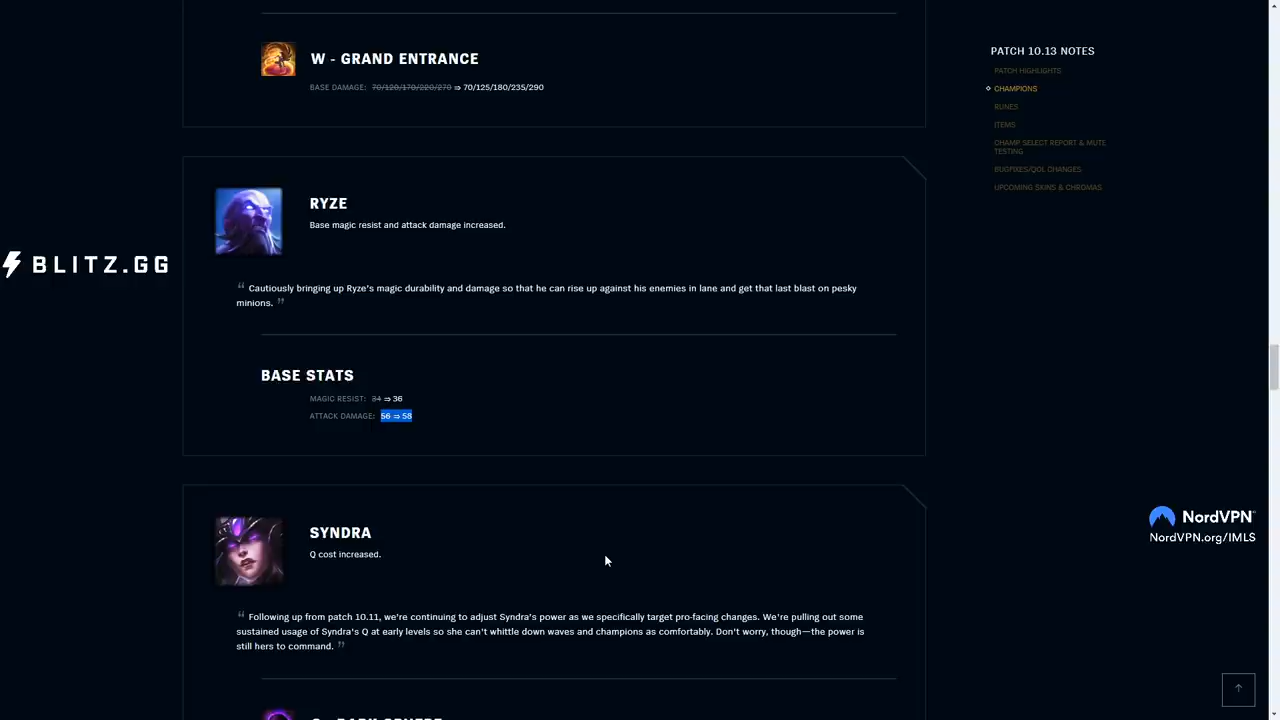 W - GRAND ENTRANCE
BASE DAMAGE: 70/120/170/220/270 ⇒ 70/125/180/235/290
RYZE
Base magic resist and attack damage increased.
“ Cautiously bringing up Ryze's magic durability and damage so that he can rise up against his enemies in lane and get that last blast on pesky
minions. ”
BASE STATS
MAGIC RESIST: 34 ⇒ 36
ATTACK DAMAGE: 56 ⇒ 58
SYNDRA
Q cost increased.
“ Following up from patch 10.11, we're continuing to adjust Syndra's power as we specifically target pro-facing changes. We're pulling out some
sustained usage of Syndra's Q at early levels so she can't whittle down waves and champions as comfortably. Don't worry, though—the power is
still hers to command. ”
PATCH 10.13 NOTES
PATCH HIGHLIGHTS
CHAMPIONS
RUNES
ITEMS
CHAMP SELECT REPORT & MUTE
TESTING
BUGFIXES/QOL CHANGES
UPCOMING SKINS & CHROMAS
BLITZ.GG
NordVPN
NordVPN.org/IMLS